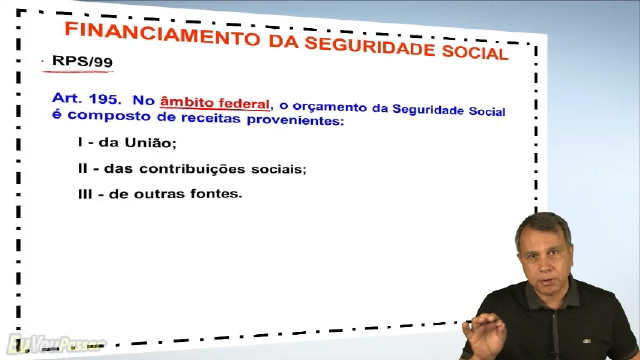 FINANCIAMENTO DA SEGURIDADE SOCIAL
· RPS/99
Art. 195. No âmbito federal, o orçamento da Seguridade Social
é composto de receitas provenientes:
I - da União;
II - das contribuições sociais;
III - de outras fontes.
EuVouPassar